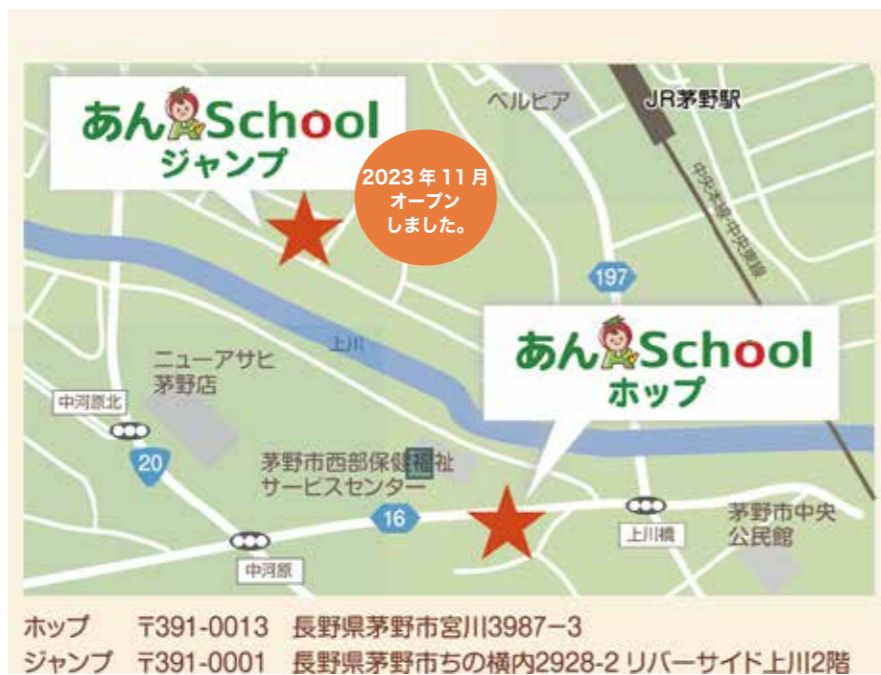 あんSchool
ジャンプ
2023年11月
オープン
しました。
ベルビア
JR茅野駅
中央本線・中央東線
197
あんSchool
ホップ
上川
ニューアサヒ
茅野店
中河原北
20
茅野市西部保健福祉
サービスセンター
16
上川橋
茅野市中央
公民館
中河原
ホップ 〒391-0013 長野県茅野市宮川3987−3
ジャンプ 〒391-0001 長野県茅野市ちの横内2928-2 リバーサイド上川2階